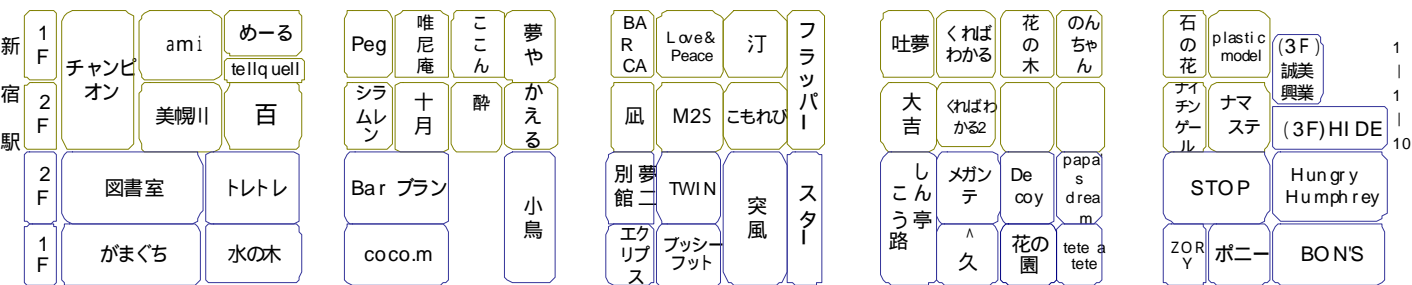 新宿駅
1F
チャンピオン
ami
めーる
tellquell
2F
美幌川
百
2F
図書室
トレトレ
1F
がまぐち
水の木
Peg
唯尼庵
ここん
夢や
シラムレン
十月
酔
かえる
Bar ブラン
小鳥
coco.m
BARCA
Love& Peace
汀
フラッパー
凪
M2S
こもれび
別館 夢二
TWIN
突風
スター
エクリプス
プッシーフット
吐夢
くればわかる
花の木
のんちゃん
大吉
くればわかる2
しん亭
こう路
メガンテ
Decoy
papa's dream
久
花の園
tete a tete
石の花
plastic model
(3F)誠美興業
ナイチンゲール
ナマステ
(3F)HIDE
STOP
Hungry Humphrey
ZORY
ポニー
BON'S
1-1-10